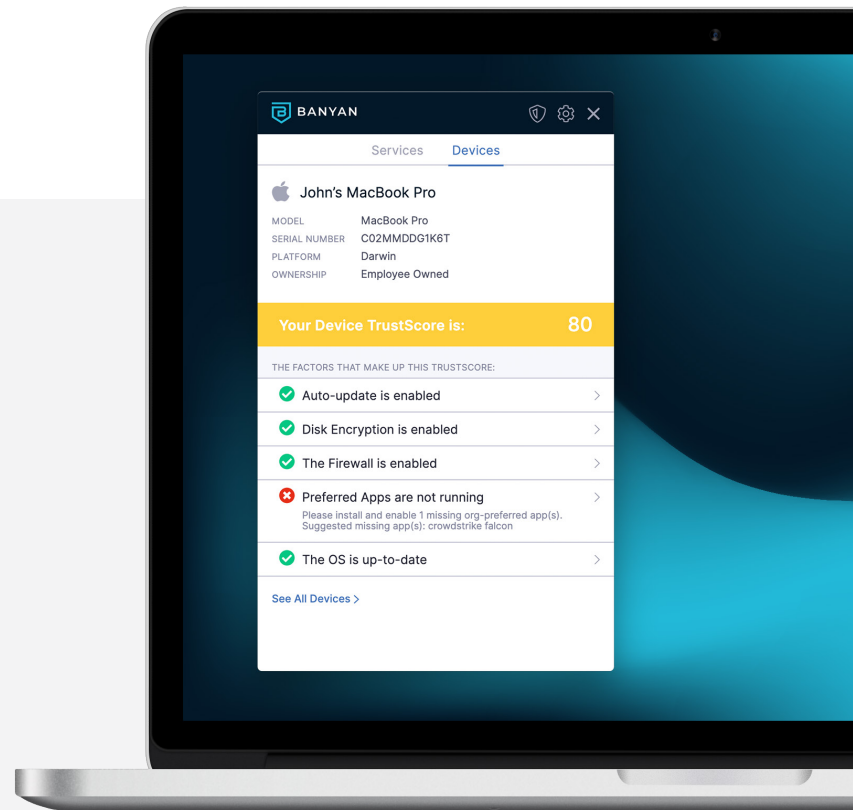 BANYAN
Services Devices
John's MacBook Pro
MODEL MacBook Pro
SERIAL NUMBER C02MMDDG1K6T
PLATFORM Darwin
OWNERSHIP Employee Owned
Your Device TrustScore is: 80
THE FACTORS THAT MAKE UP THIS TRUSTSCORE:
Auto-update is enabled
Disk Encryption is enabled
The Firewall is enabled
Preferred Apps are not running
Please install and enable 1 missing org-preferred app(s).
Suggested missing app(s): crowdstrike falcon
The OS is up-to-date
See All Devices >